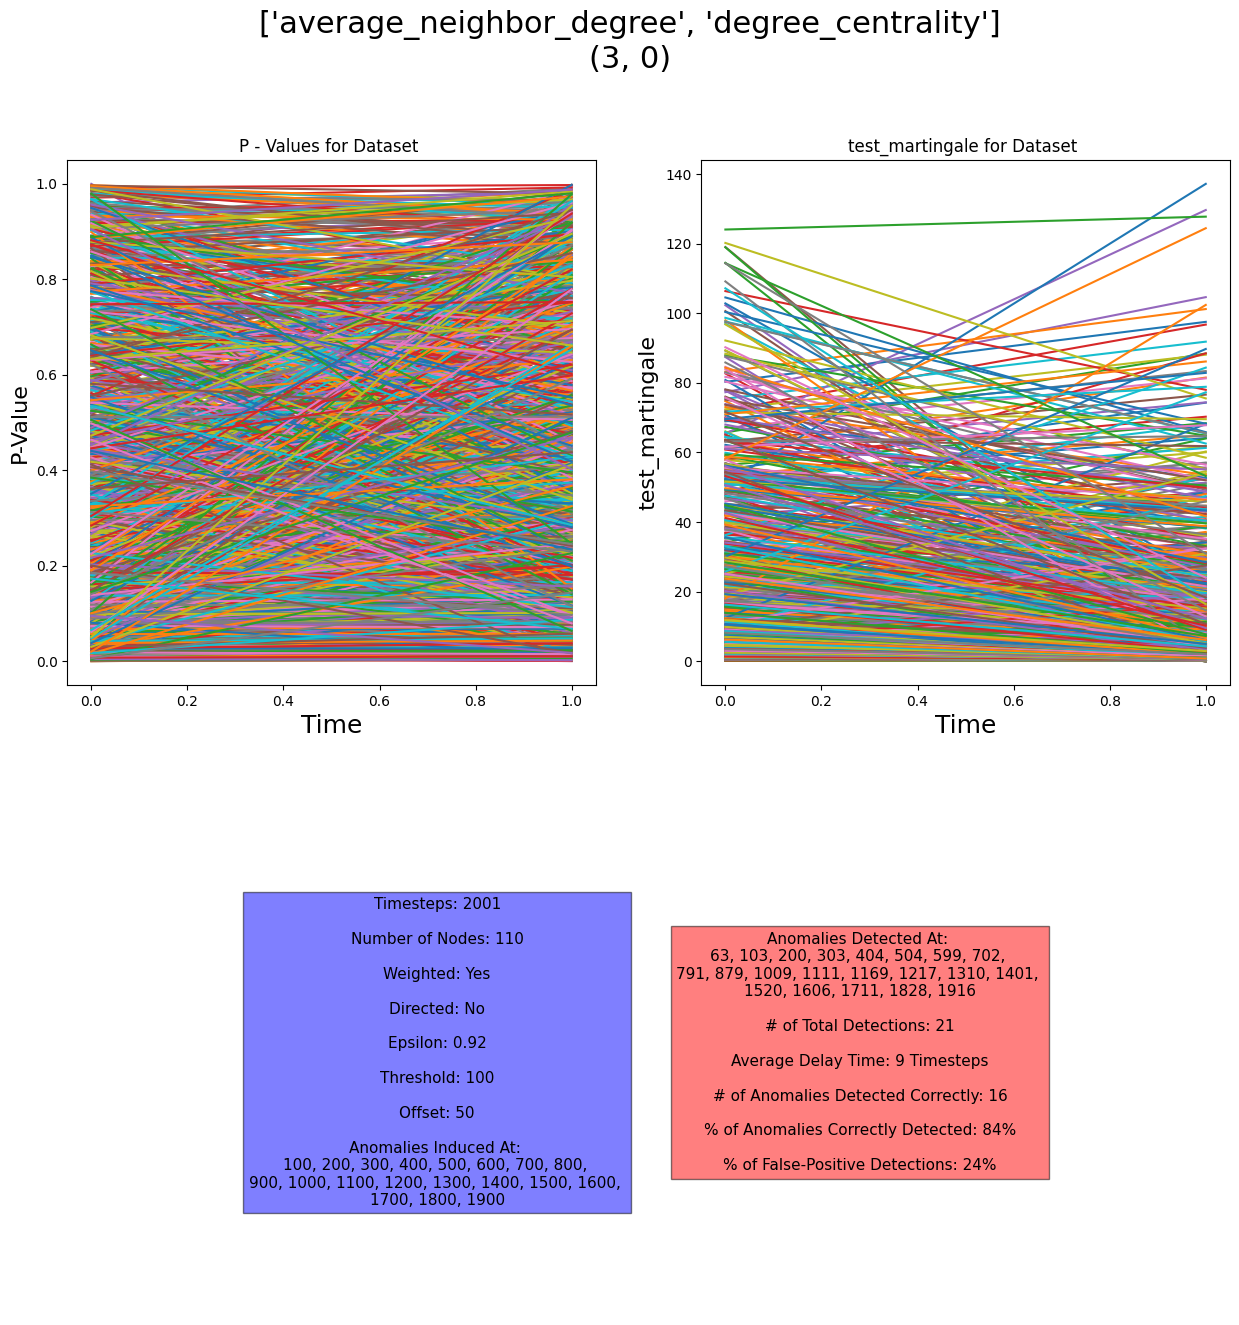 ['average_neighbor_degree', 'degree_centrality']
(3, 0)
P - Values for Dataset
P-Value
1.0
0.8
0.6
0.4
0.2
0.0
0.0 0.2 0.4 0.6 0.8 1.0
Time
test_martingale for Dataset
test_martingale
140
120
100
80
60
40
20
0
0.0 0.2 0.4 0.6 0.8 1.0
Time
Timesteps: 2001
Number of Nodes: 110
Weighted: Yes
Directed: No
Epsilon: 0.92
Threshold: 100
Offset: 50
Anomalies Induced At:
100, 200, 300, 400, 500, 600, 700, 800,
900, 1000, 1100, 1200, 1300, 1400, 1500, 1600,
1700, 1800, 1900
Anomalies Detected At:
63, 103, 200, 303, 404, 504, 599, 702,
791, 879, 1009, 1111, 1169, 1217, 1310, 1401,
1520, 1606, 1711, 1828, 1916
# of Total Detections: 21
Average Delay Time: 9 Timesteps
# of Anomalies Detected Correctly: 16
% of Anomalies Correctly Detected: 84%
% of False-Positive Detections: 24%